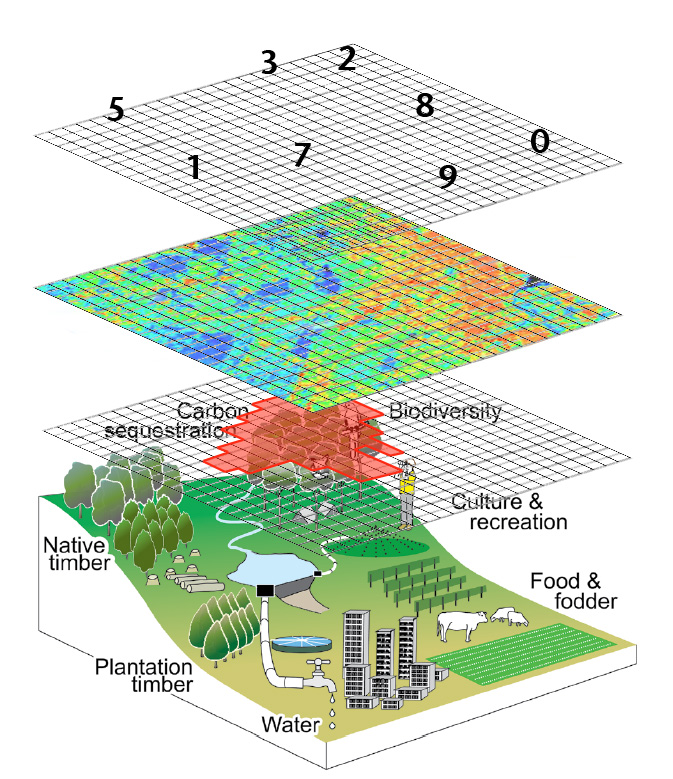 3 2
5 8
1 7 0
9
Carbon
sequestration
Biodiversity
Culture &
recreation
Native
timber
Food &
fodder
Plantation
timber
Water